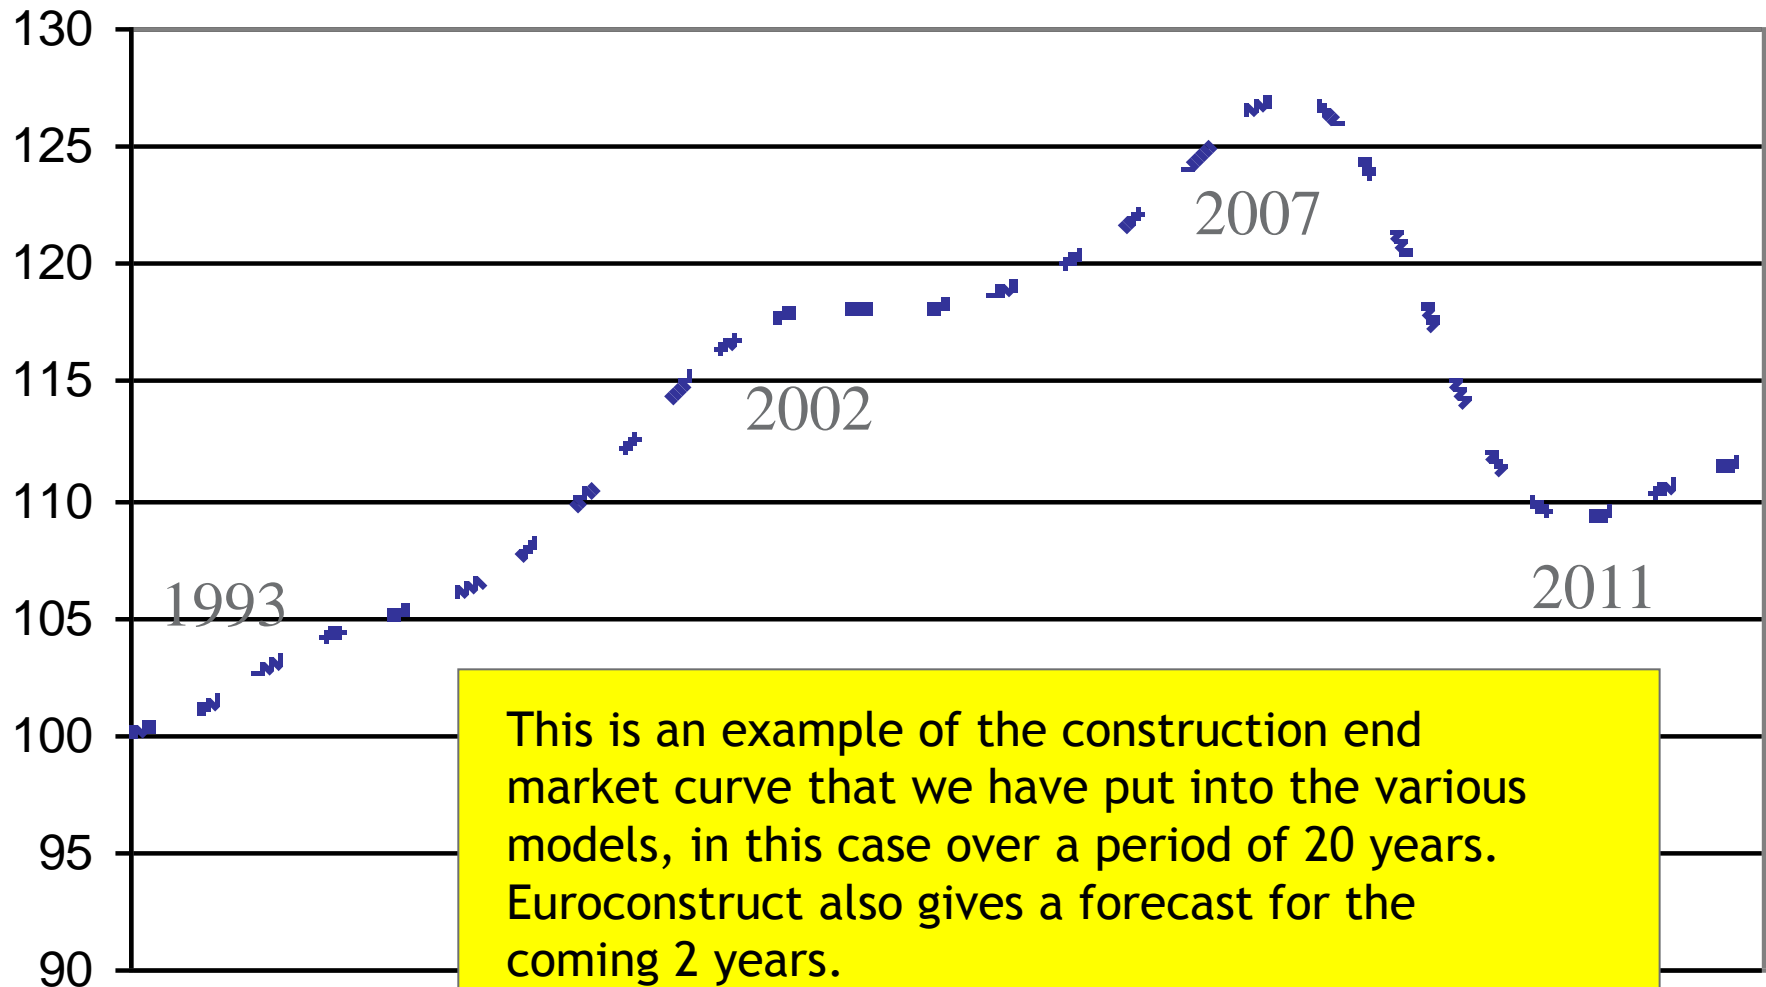 130
125
2007
120
115
2002
110
2011
1993
105
This is an example of the construction end
100
market curve that we have put into the various
models, in this case over a period of 20 years.
95
Euroconstruct also gives a forecast for the
coming 2 years.
90